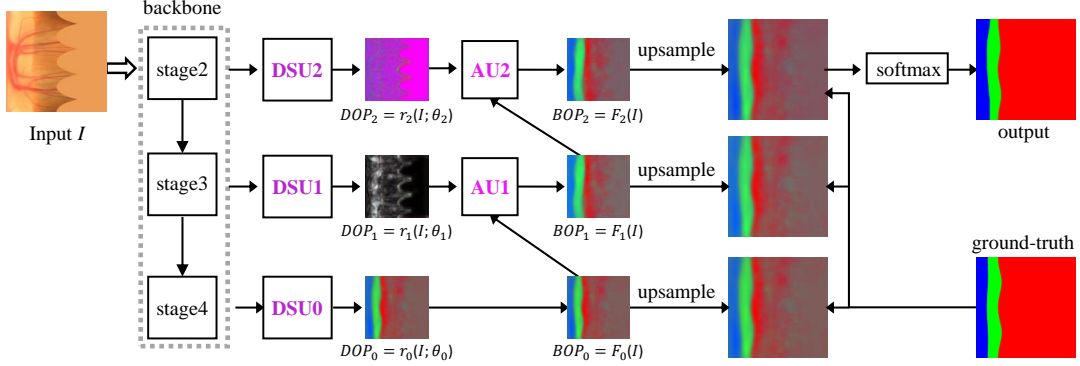 backbone
Input I
stage2
DSU2
DOP₂ = r₂(I; θ₂)
AU2
BOP₂ = F₂(I)
upsample
softmax
output
stage3
DSU1
DOP₁ = r₁(I; θ₁)
AU1
BOP₁ = F₁(I)
upsample
stage4
DSU0
DOP₀ = r₀(I; θ₀)
BOP₀ = F₀(I)
upsample
ground-truth